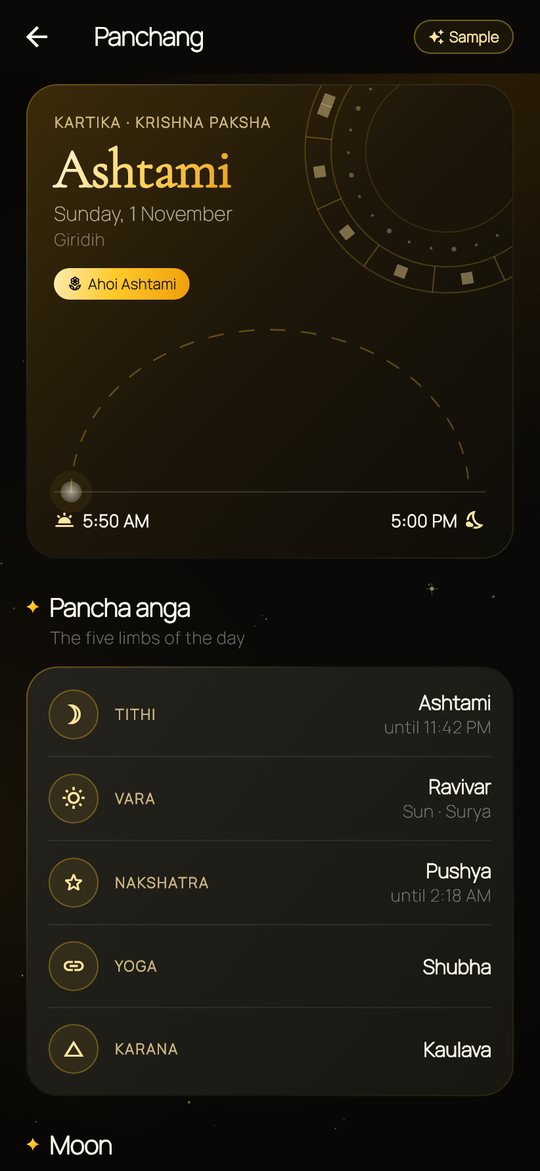 Panchang
Sample
KARTIKA · KRISHNA PAKSHA
Ashtami
Sunday, 1 November
Giridih
Ahoi Ashtami
5:50 AM
5:00 PM
Pancha anga
The five limbs of the day
TITHI
Ashtami
until 11:42 PM
VARA
Ravivar
Sun · Surya
NAKSHATRA
Pushya
until 2:18 AM
YOGA
Shubha
KARANA
Kaulava
Moon